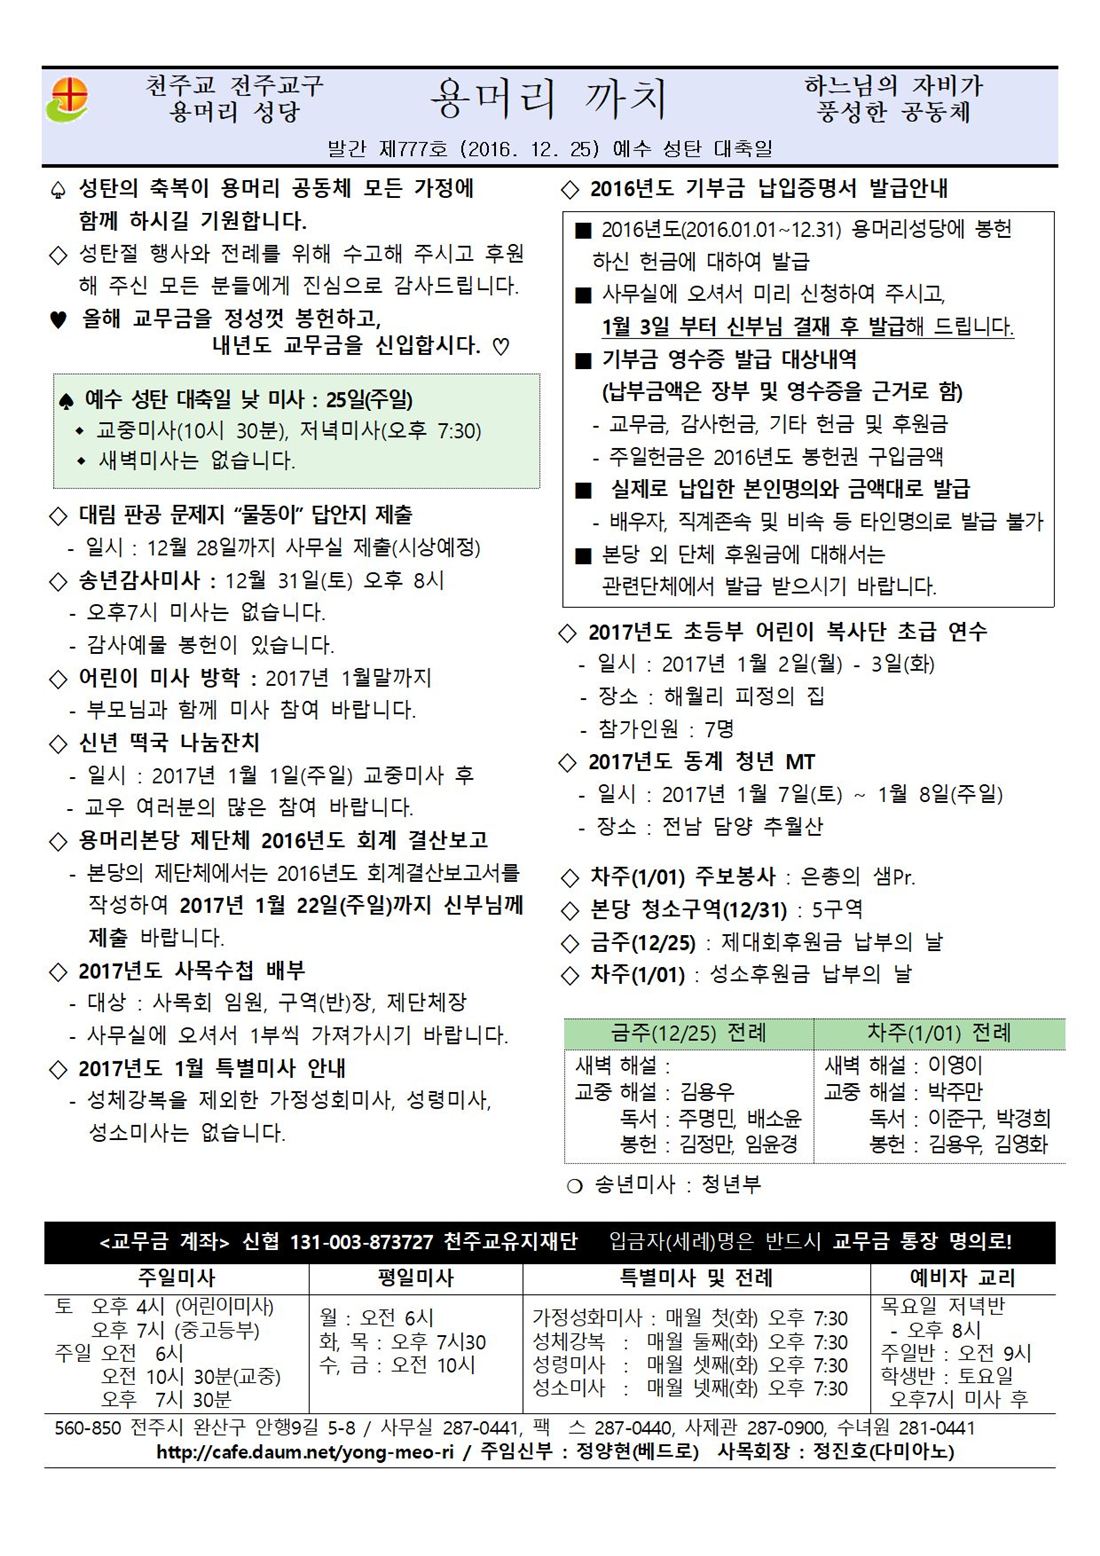 천주교 전주교구
용머리 성당
용머리 까치
하느님의 자비가
풍성한 공동체
발간 제777호 (2016. 12. 25) 예수 성탄 대축일
♤ 성탄의 축복이 용머리 공동체 모든 가정에
함께 하시길 기원합니다.
◇ 성탄절 행사와 전례를 위해 수고해 주시고 후원
해 주신 모든 분들에게 진심으로 감사드립니다.
♥ 올해 교무금을 정성껏 봉헌하고,
내년도 교무금을 신입합시다. ♡
♠ 예수 성탄 대축일 낮 미사 : 25일(주일)
◆ 교중미사(10시 30분), 저녁미사(오후 7:30)
◆ 새벽미사는 없습니다.
◇ 대림 판공 문제지 “물동이” 답안지 제출
- 일시 : 12월 28일까지 사무실 제출(시상예정)
◇ 송년감사미사 : 12월 31일(토) 오후 8시
- 오후7시 미사는 없습니다.
- 감사예물 봉헌이 있습니다.
◇ 어린이 미사 방학 : 2017년 1월말까지
- 부모님과 함께 미사 참여 바랍니다.
◇ 신년 떡국 나눔잔치
- 일시 : 2017년 1월 1일(주일) 교중미사 후
- 교우 여러분의 많은 참여 바랍니다.
◇ 용머리본당 제단체 2016년도 회계 결산보고
- 본당의 제단체에서는 2016년도 회계결산보고서를
작성하여 2017년 1월 22일(주일)까지 신부님께
제출 바랍니다.
◇ 2017년도 사목수첩 배부
- 대상 : 사목회 임원, 구역(반)장, 제단체장
- 사무실에 오셔서 1부씩 가져가시기 바랍니다.
◇ 2017년도 1월 특별미사 안내
- 성체강복을 제외한 가정성회미사, 성령미사,
성소미사는 없습니다.
◇ 2016년도 기부금 납입증명서 발급안내
■ 2016년도(2016.01.01~12.31) 용머리성당에 봉헌
하신 헌금에 대하여 발급
■ 사무실에 오셔서 미리 신청하여 주시고,
1월 3일 부터 신부님 결재 후 발급해 드립니다.
■ 기부금 영수증 발급 대상내역
(납부금액은 장부 및 영수증을 근거로 함)
- 교무금, 감사헌금, 기타 헌금 및 후원금
- 주일헌금은 2016년도 봉헌권 구입금액
■ 실제로 납입한 본인명의와 금액대로 발급
- 배우자, 직계존속 및 비속 등 타인명의로 발급 불가
■ 본당 외 단체 후원금에 대해서는
관련단체에서 발급 받으시기 바랍니다.
◇ 2017년도 초등부 어린이 복사단 초급 연수
- 일시 : 2017년 1월 2일(월) - 3일(화)
- 장소 : 해월리 피정의 집
- 참가인원 : 7명
◇ 2017년도 동계 청년 MT
- 일시 : 2017년 1월 7일(토) ~ 1월 8일(주일)
- 장소 : 전남 담양 추월산
◇ 차주(1/01) 주보봉사 : 은총의 샘Pr.
◇ 본당 청소구역(12/31) : 5구역
◇ 금주(12/25) : 제대회후원금 납부의 날
◇ 차주(1/01) : 성소후원금 납부의 날
금주(12/25) 전례
새벽 해설 :
교중 해설 : 김용우
독서 : 주명민, 배소윤
봉헌 : 김정만, 임윤경
차주(1/01) 전례
새벽 해설 : 이영이
교중 해설 : 박주만
독서 : 이준구, 박경희
봉헌 : 김용우, 김영화
❍ 송년미사 : 청년부
<교무금 계좌> 신협 131-003-873727 천주교유지재단 입금자(세례)명은 반드시 교무금 통장 명의로!
주일미사
토 오후 4시 (어린이미사)
오후 7시 (중고등부)
주일 오전 6시
오전 10시 30분(교중)
오후 7시 30분
평일미사
월 : 오전 6시
화, 목 : 오후 7시30
수, 금 : 오전 10시
특별미사 및 전례
가정성화미사 : 매월 첫(화) 오후 7:30
성체강복 : 매월 둘째(화) 오후 7:30
성령미사 : 매월 셋째(화) 오후 7:30
성소미사 : 매월 넷째(화) 오후 7:30
예비자 교리
목요일 저녁반
- 오후 8시
주일반 : 오전 9시
학생반 : 토요일
오후7시 미사 후
560-850 전주시 완산구 안행9길 5-8 / 사무실 287-0441, 팩 스 287-0440, 사제관 287-0900, 수녀원 281-0441
http://cafe.daum.net/yong-meo-ri / 주임신부 : 정양현(베드로) 사목회장 : 정진호(다미아노)